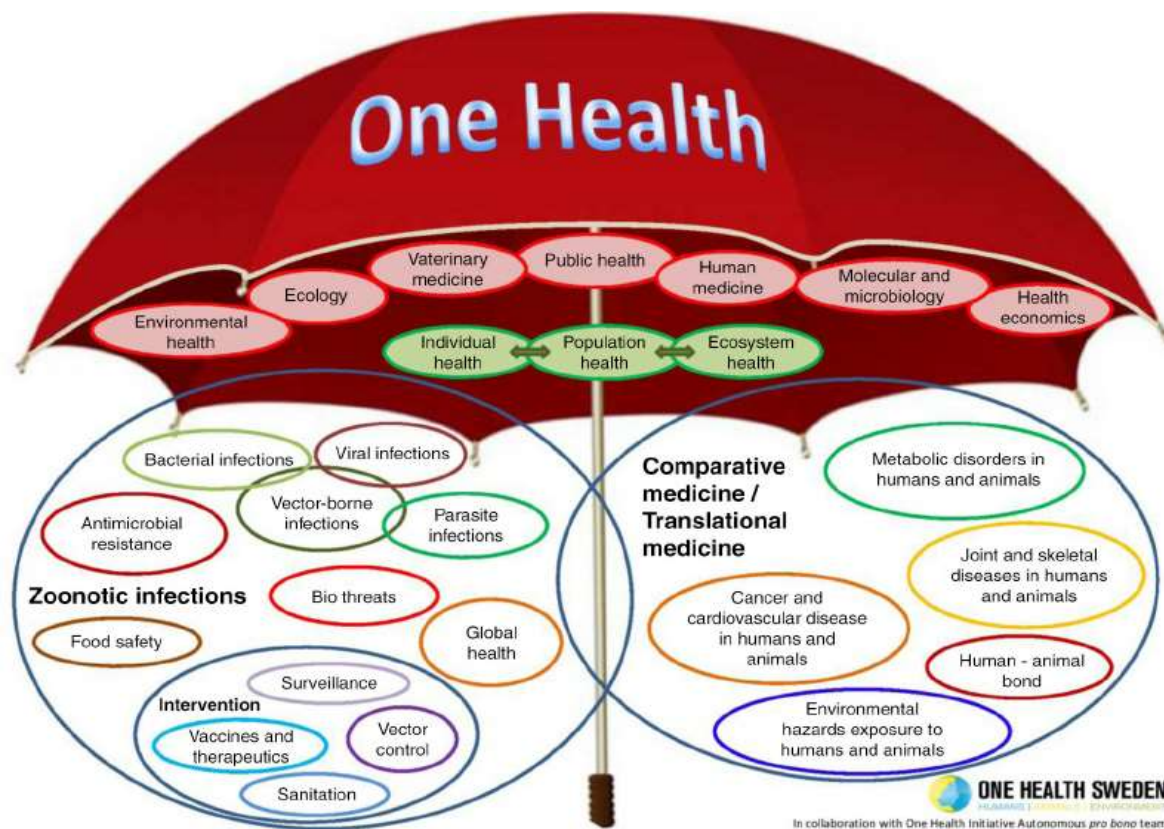 One Health
Vaterinary
medicine
Public health
Human
medicine
Ecology
Molecular and
microbiology
Environmental
health
Health
economics
Individual
health
Population
health
Ecosystem
health
Bacterial infections
Viral infections
Vector-borne
infections
Parasite
infections
Antimicrobial
resistance
Zoonotic infections
Bio threats
Food safety
Global
health
Surveillance
Intervention
Vaccines and
therapeutics
Vector
control
Sanitation
Comparative
medicine /
Translational
medicine
Metabolic disorders in
humans and animals
Joint and skeletal
diseases in humans
and animals
Cancer and
cardiovascular disease
in humans and
animals
Human - animal
bond
Environmental
hazards exposure to
humans and animals
ONE HEALTH SWEDEN
HUMANS | ANIMALS | ENVIRONMENT
In collaboration with One Health Initiative Autonomous pro bono team